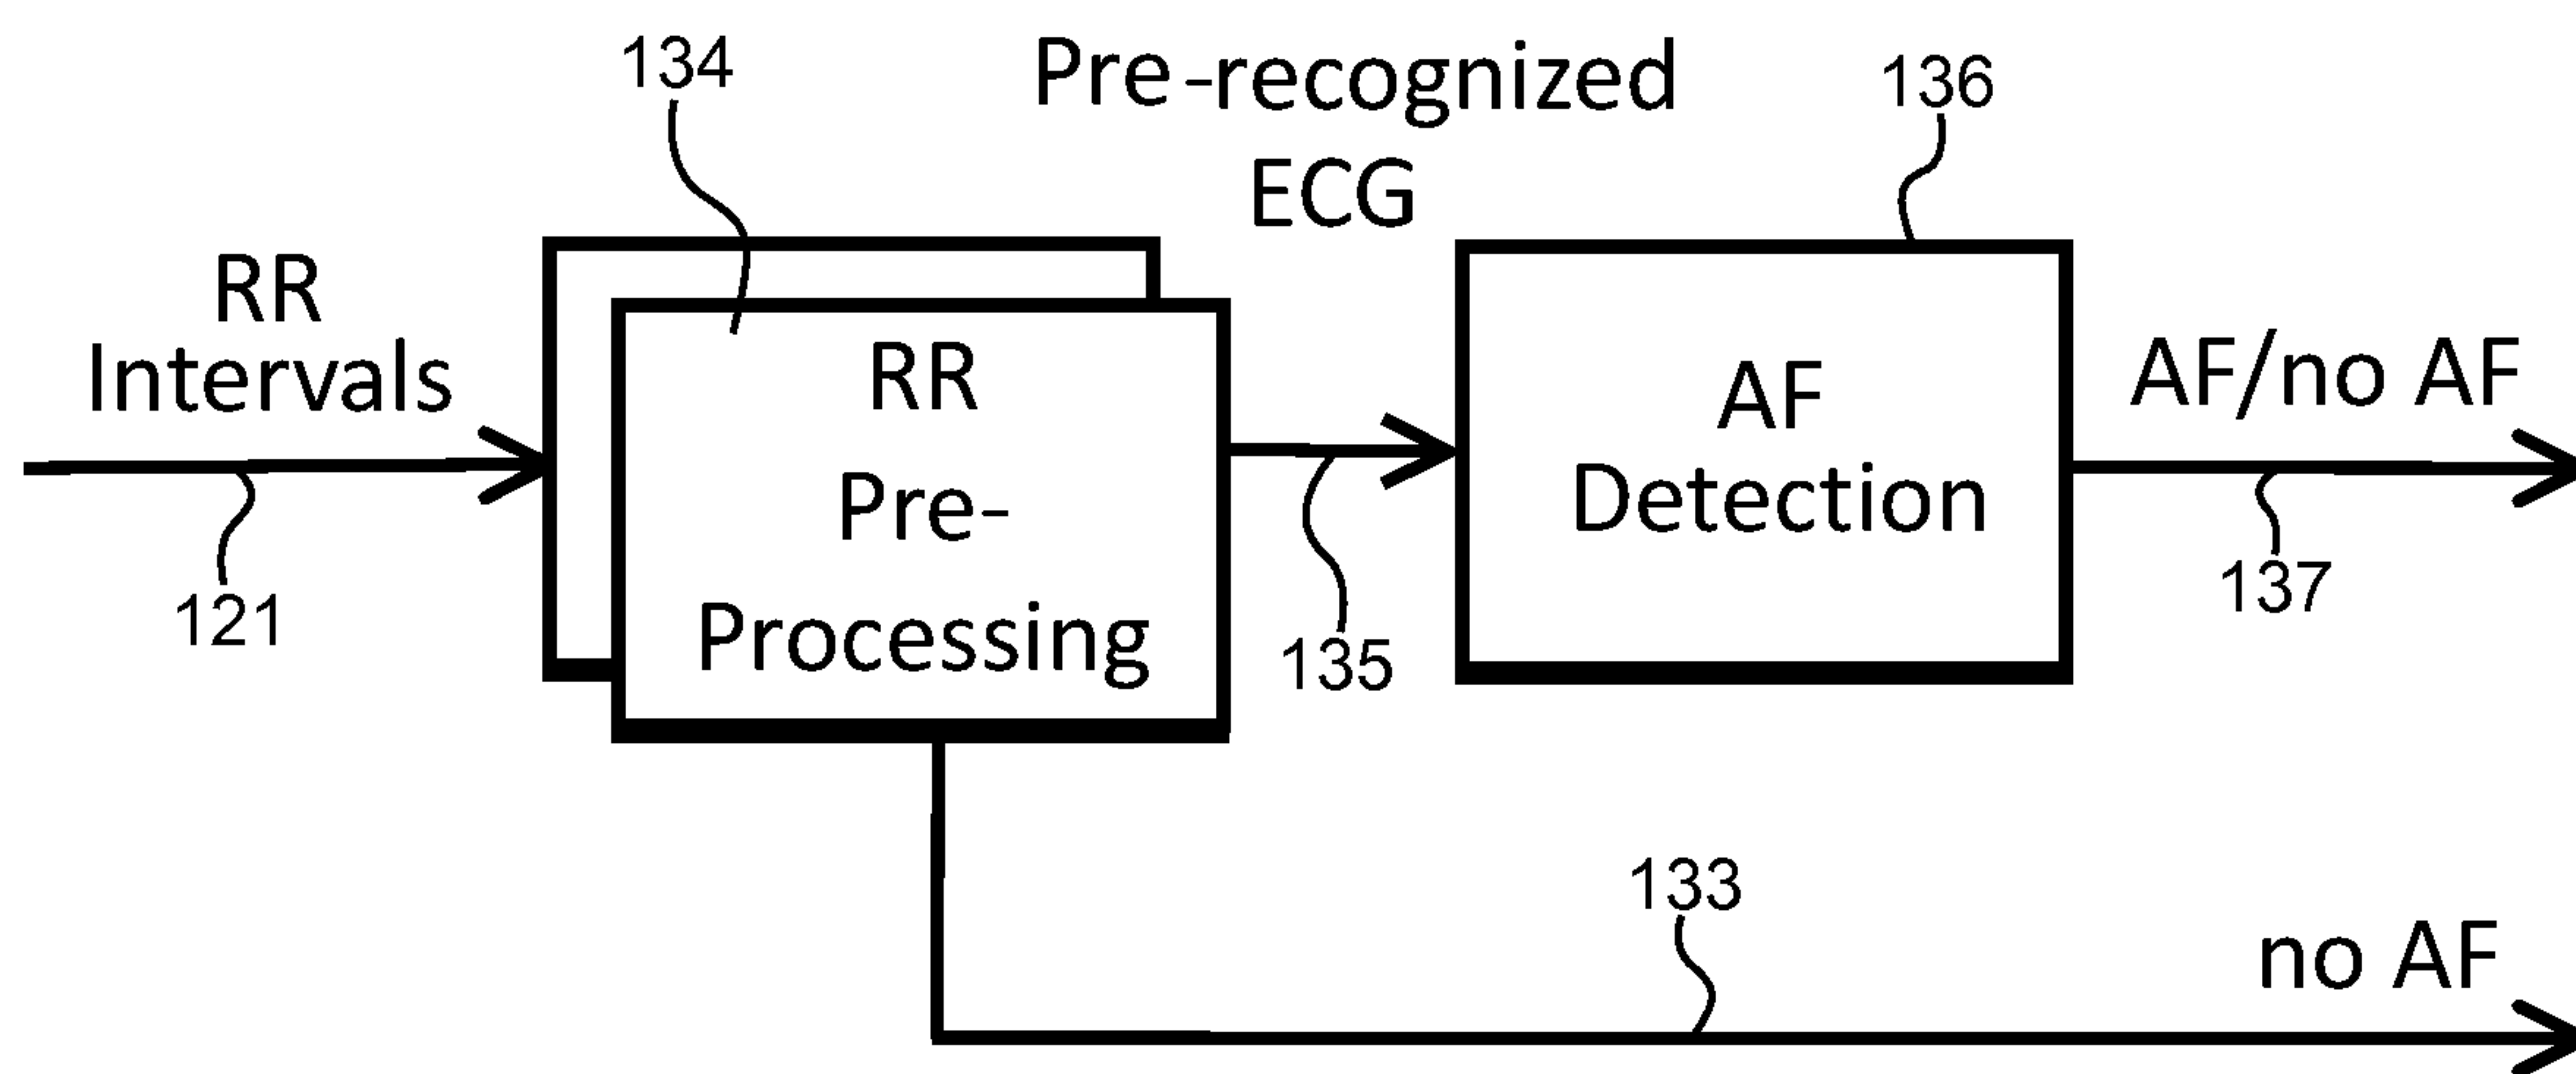 134
Pre-recognized
ECG
136
RR
Intervals
121
RR
Pre-
Processing
135
AF
Detection
AF/no AF
137
133
no AF